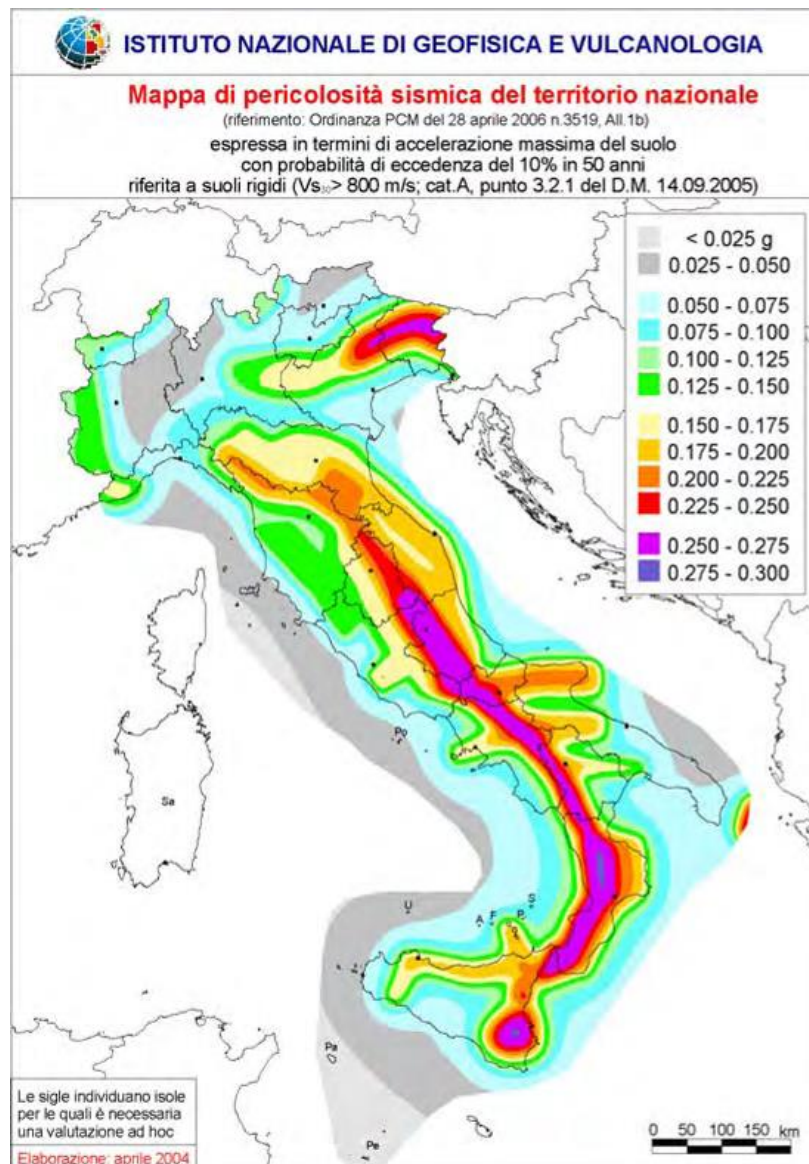 ISTITUTO NAZIONALE DI GEOFISICA E VULCANOLOGIA
Mappa di pericolosità sismica del territorio nazionale
(riferimento: Ordinanza PCM del 28 aprile 2006 n.3519, All.1b)
espressa in termini di accelerazione massima del suolo
con probabilità di eccedenza del 10% in 50 anni
riferita a suoli rigidi (Vs₃₀> 800 m/s; cat.A, punto 3.2.1 del D.M. 14.09.2005)
< 0.025 g
0.025 - 0.050
0.050 - 0.075
0.075 - 0.100
0.100 - 0.125
0.125 - 0.150
0.150 - 0.175
0.175 - 0.200
0.200 - 0.225
0.225 - 0.250
0.250 - 0.275
0.275 - 0.300
Po
Sa
U
A
F
P
S
Pa
Pe
Le sigle individuano isole
per le quali è necessaria
una valutazione ad hoc
Elaborazione: aprile 2004
0 50 100 150 km